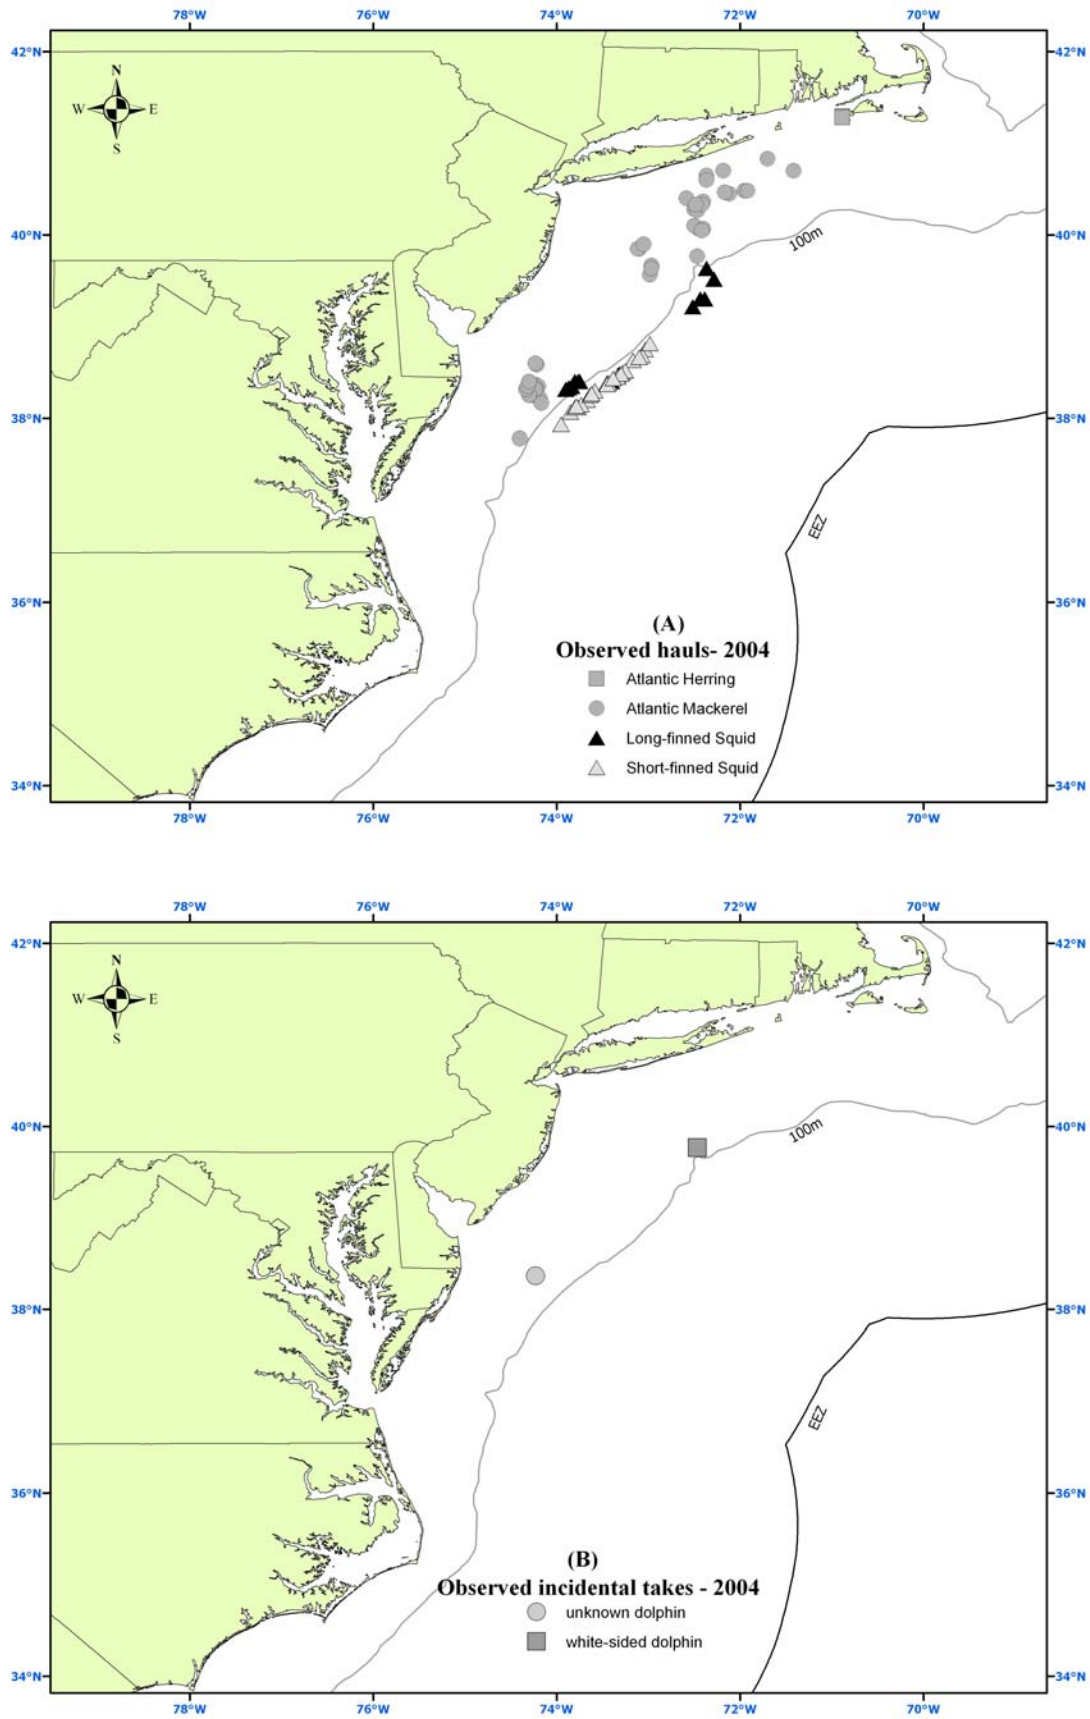 78°W 76°W 74°W 72°W 70°W
42°N 42°N
N
W E
S
40°N 40°N
100m
38°N 38°N
EEZ
36°N 36°N
(A)
Observed hauls- 2004
Atlantic Herring
Atlantic Mackerel
Long-finned Squid
Short-finned Squid
34°N 34°N
78°W 76°W 74°W 72°W 70°W
78°W 76°W 74°W 72°W 70°W
42°N 42°N
N
W E
S
40°N 40°N
100m
38°N 38°N
EEZ
36°N 36°N
(B)
Observed incidental takes - 2004
unknown dolphin
white-sided dolphin
34°N 34°N
78°W 76°W 74°W 72°W 70°W